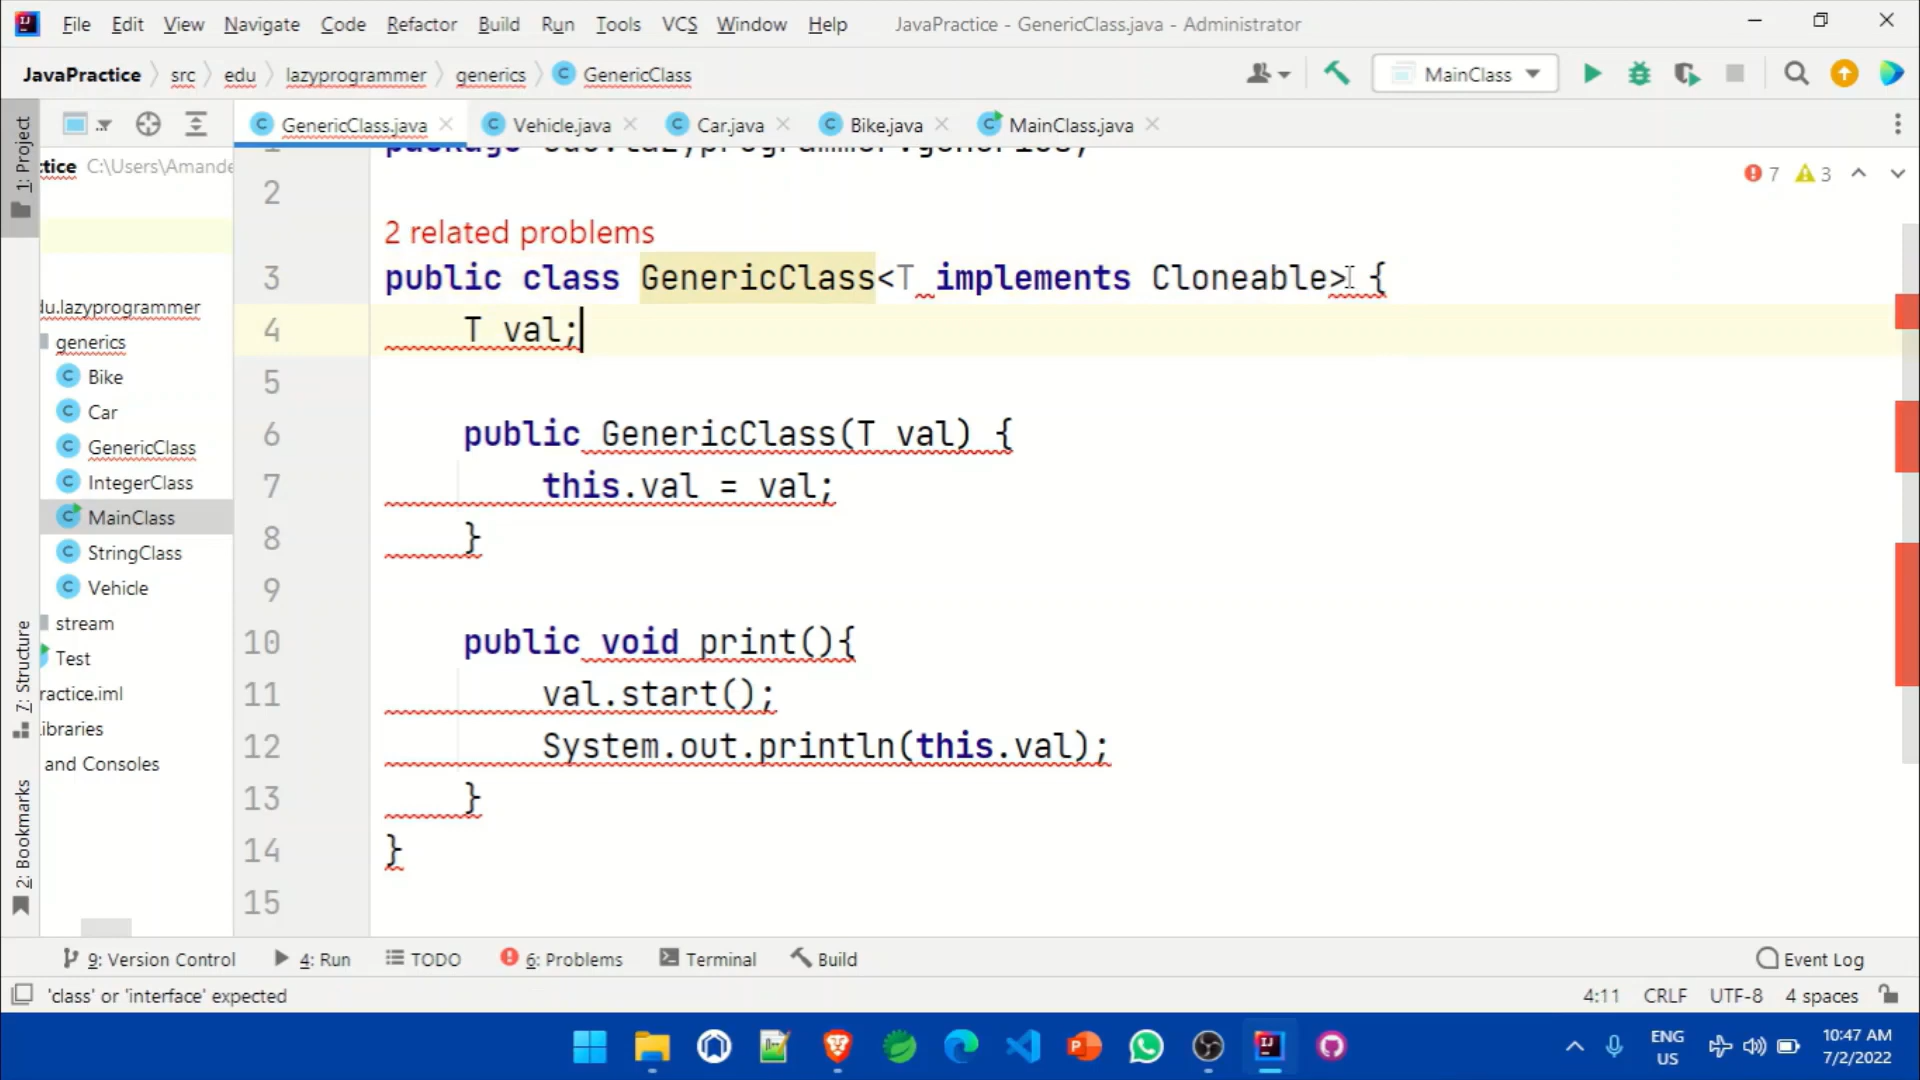 File Edit View Navigate Code Refactor Build Run Tools VCS Window Help JavaPractice - GenericClass.java - Administrator
JavaPractice src edu lazyprogrammer generics GenericClass MainClass
GenericClass.java Vehicle.java Car.java Bike.java MainClass.java
1: Project
7: Structure
2: Bookmarks
tice C:\Users\Amande
du.lazyprogrammer
generics
Bike
Car
GenericClass
IntegerClass
MainClass
StringClass
Vehicle
stream
Test
ractice.iml
ibraries
and Consoles
7 3
1 package edu.lazyprogrammer.generics;
2
2 related problems
3 public class GenericClass<T implements Cloneable> {
4 T val;
5
6 public GenericClass(T val) {
7 this.val = val;
8 }
9
10 public void print(){
11 val.start();
12 System.out.println(this.val);
13 }
14 }
15
9: Version Control 4: Run TODO 6: Problems Terminal Build Event Log
'class' or 'interface' expected 4:11 CRLF UTF-8 4 spaces
ENG
US
10:47 AM
7/2/2022